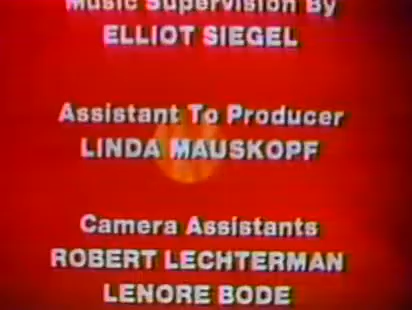 Music Supervision By
ELLIOT SIEGEL
Assistant To Producer
LINDA MAUSKOPF
Camera Assistants
ROBERT LECHTERMAN
LENORE BODE